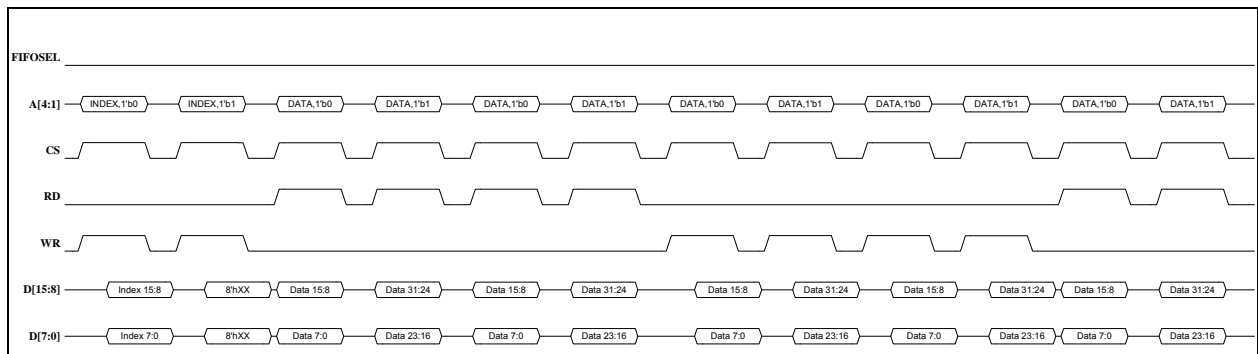 FIFOSEL
A[4:1] INDEX,1'b0 INDEX,1'b1 DATA,1'b0 DATA,1'b1 DATA,1'b0 DATA,1'b1 DATA,1'b0 DATA,1'b1 DATA,1'b0 DATA,1'b1 DATA,1'b0 DATA,1'b1
CS
RD
WR
D[15:8] Index 15:8 8'hXX Data 15:8 Data 31:24 Data 15:8 Data 31:24 Data 15:8 Data 31:24 Data 15:8 Data 31:24 Data 15:8 Data 31:24
D[7:0] Index 7:0 8'hXX Data 7:0 Data 23:16 Data 7:0 Data 23:16 Data 7:0 Data 23:16 Data 7:0 Data 23:16 Data 7:0 Data 23:16